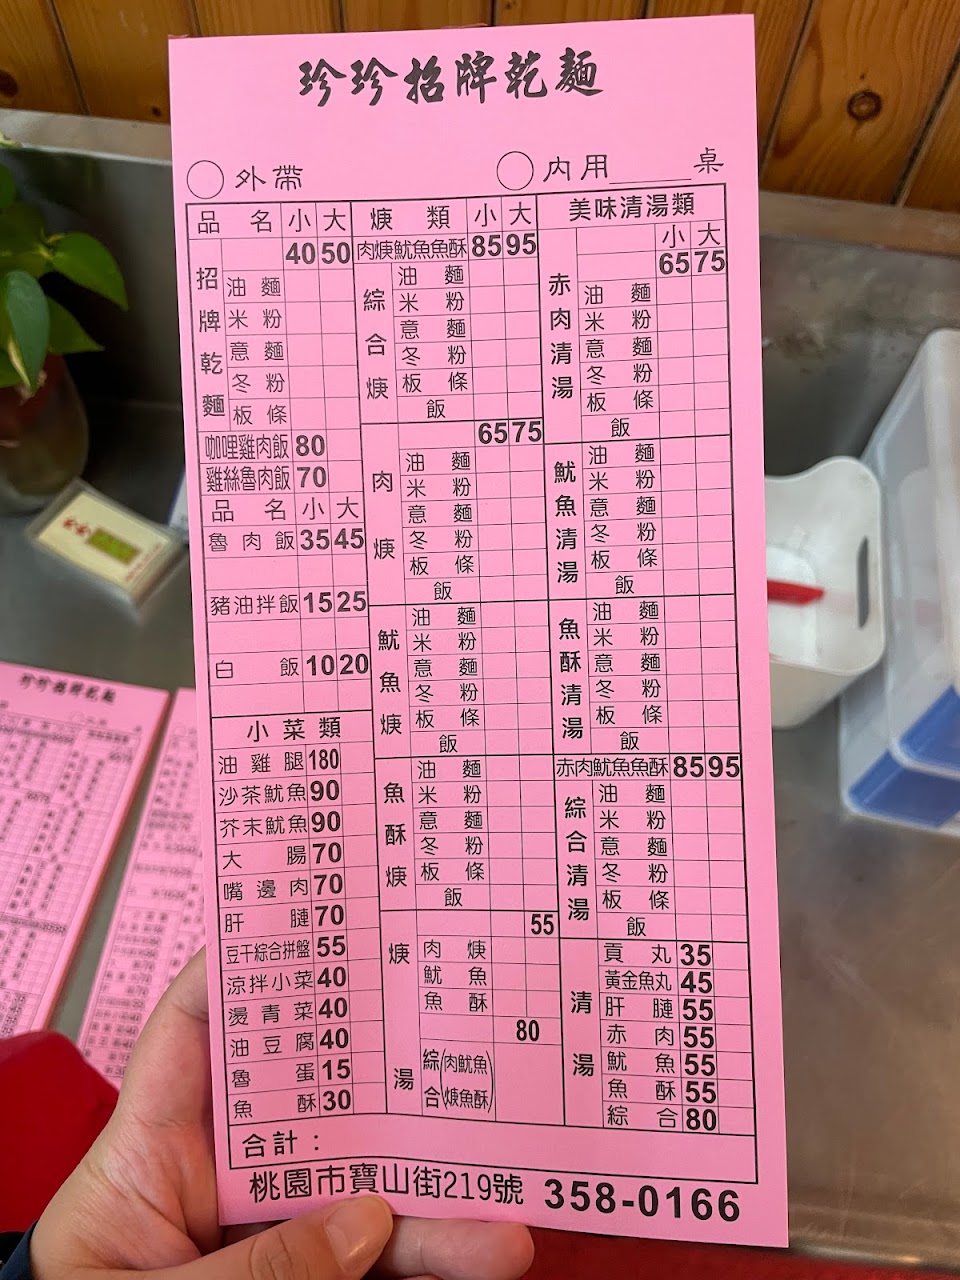 珍珍招牌乾麵
外帶
內用 桌
品名 小 大
招牌乾麵 40 50
油麵
米粉
意麵
冬粉
板條
咖哩雞肉飯 80
雞絲魯肉飯 70
品名 小 大
魯肉飯 35 45
豬油拌飯 15 25
白飯 10 20
小菜類
油雞腿 180
沙茶魷魚 90
芥末魷魚 90
大腸 70
嘴邊肉 70
肝膤 70
豆干綜合拼盤 55
涼拌小菜 40
燙青菜 40
油豆腐 40
魯蛋 15
魚酥 30
焿類 小 大
肉焿魷魚魚酥 85 95
綜合焿
油麵
米粉
意麵
冬粉
板條
飯
肉焿 65 75
油麵
米粉
意麵
冬粉
板條
飯
魷魚焿
油麵
米粉
意麵
冬粉
板條
飯
魚酥焿
油麵
米粉
意麵
冬粉
板條
飯
焿湯
55
肉焿
魷魚
魚酥
80
綜合(肉焿魷魚魚酥)
美味清湯類
小 大
赤肉清湯 65 75
油麵
米粉
意麵
冬粉
板條
飯
魷魚清湯
油麵
米粉
意麵
冬粉
板條
飯
魚酥清湯
油麵
米粉
意麵
冬粉
板條
飯
赤肉魷魚魚酥 85 95
綜合清湯
油麵
米粉
意麵
冬粉
板條
飯
清湯
貢丸 35
黃金魚丸 45
肝膤 55
赤肉 55
魷魚 55
魚酥 55
綜合 80
合計：
桃園市寶山街219號 358-0166
珍珍招牌乾麵